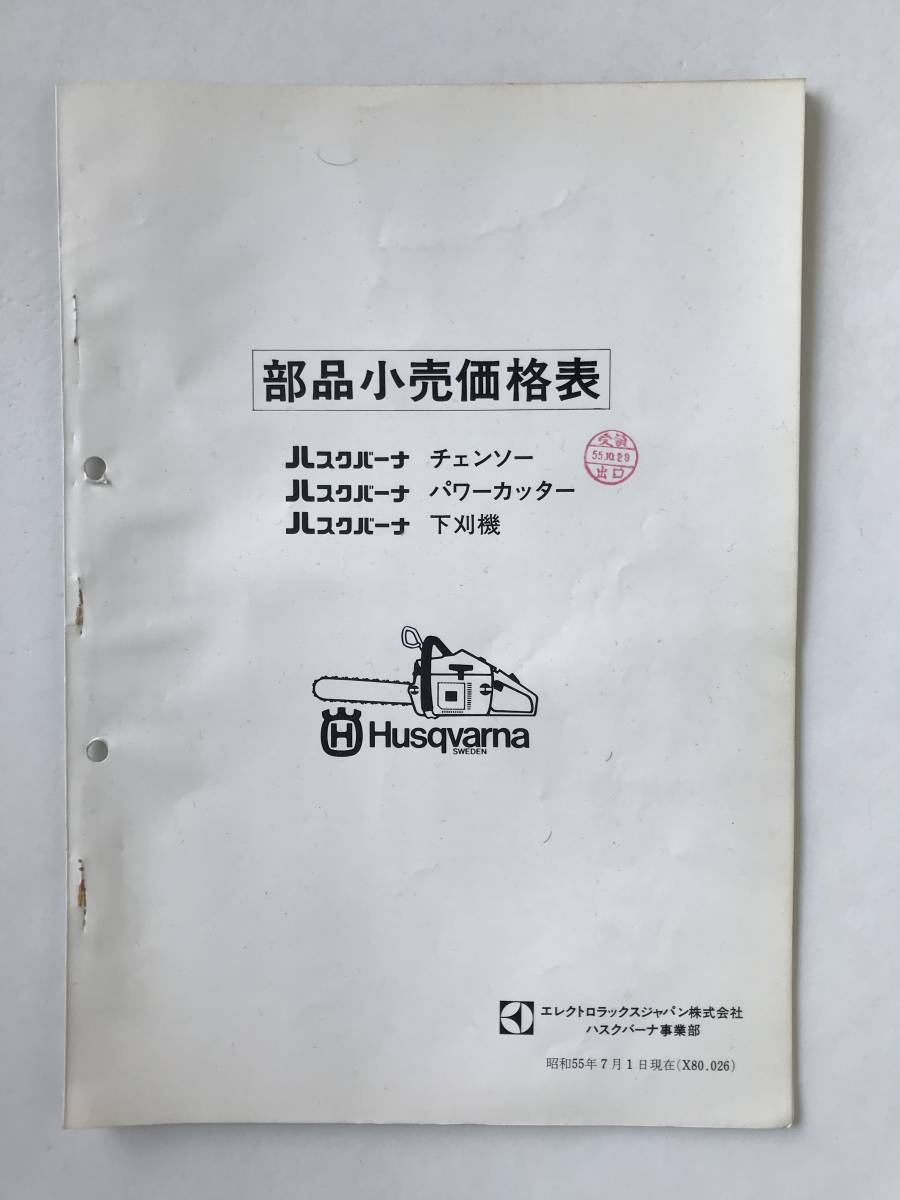 部品小売価格表
ハスクバーナ チェンソー
ハスクバーナ パワーカッター
ハスクバーナ 下刈機
55.10.29
出口
H Husqvarna
SWEDEN
エレクトロラックスジャパン株式会社
ハスクバーナ事業部
昭和55年7月1日現在(X80.026)